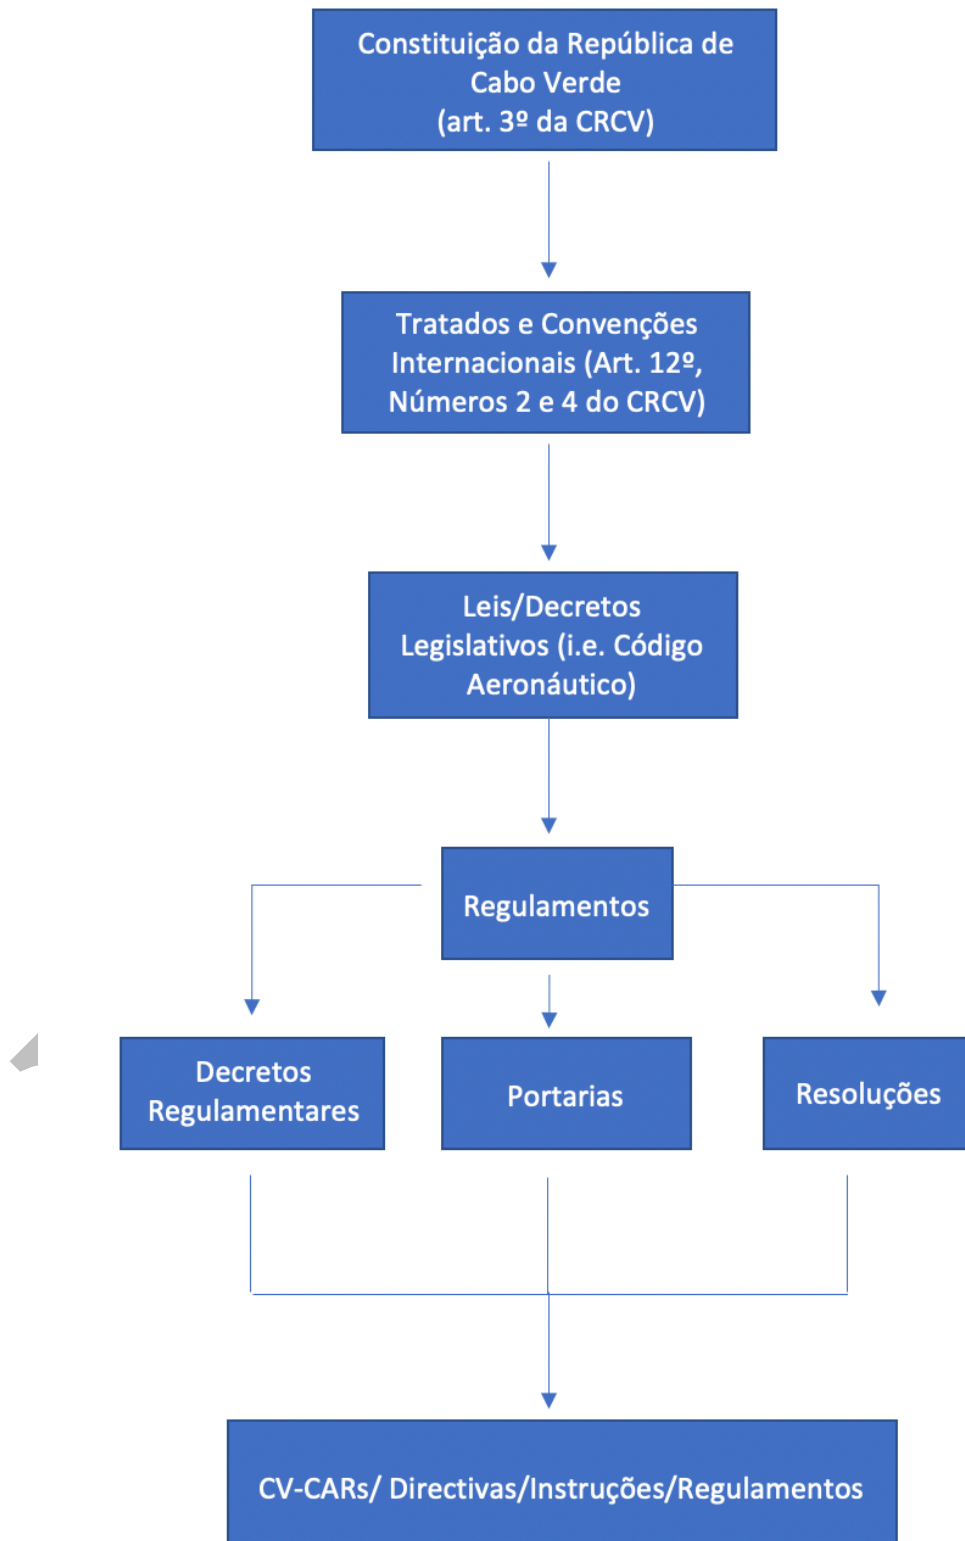 Constituição da República de
Cabo Verde
(art. 3º da CRCV)
Tratados e Convenções
Internacionais (Art. 12º,
Números 2 e 4 do CRCV)
Leis/Decretos
Legislativos (i.e. Código
Aeronáutico)
Regulamentos
Decretos
Regulamentares
Portarias
Resoluções
CV-CARs/ Directivas/Instruções/Regulamentos